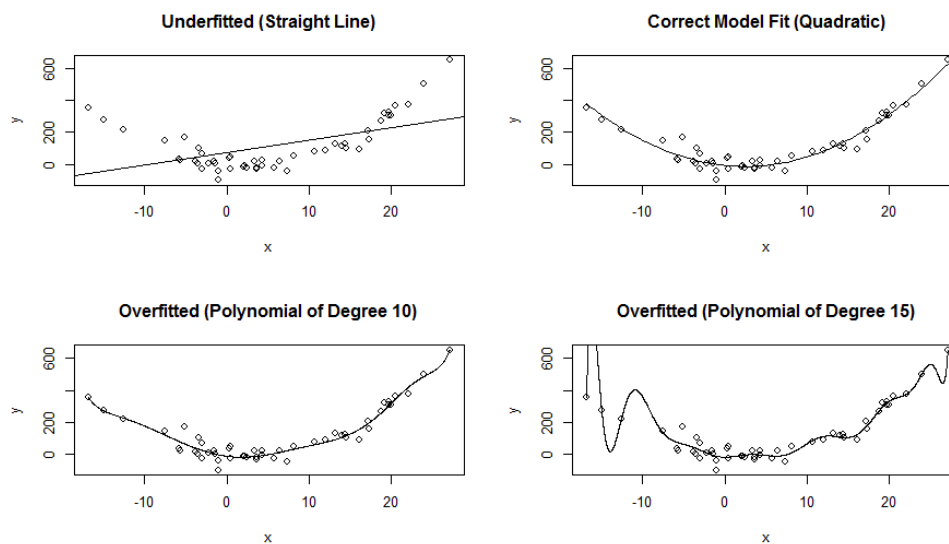 Underfitted (Straight Line)
y
0 200 600
-10 0 10 20
x
Correct Model Fit (Quadratic)
y
0 200 600
-10 0 10 20
x
Overfitted (Polynomial of Degree 10)
y
0 200 600
-10 0 10 20
x
Overfitted (Polynomial of Degree 15)
y
0 200 600
-10 0 10 20
x